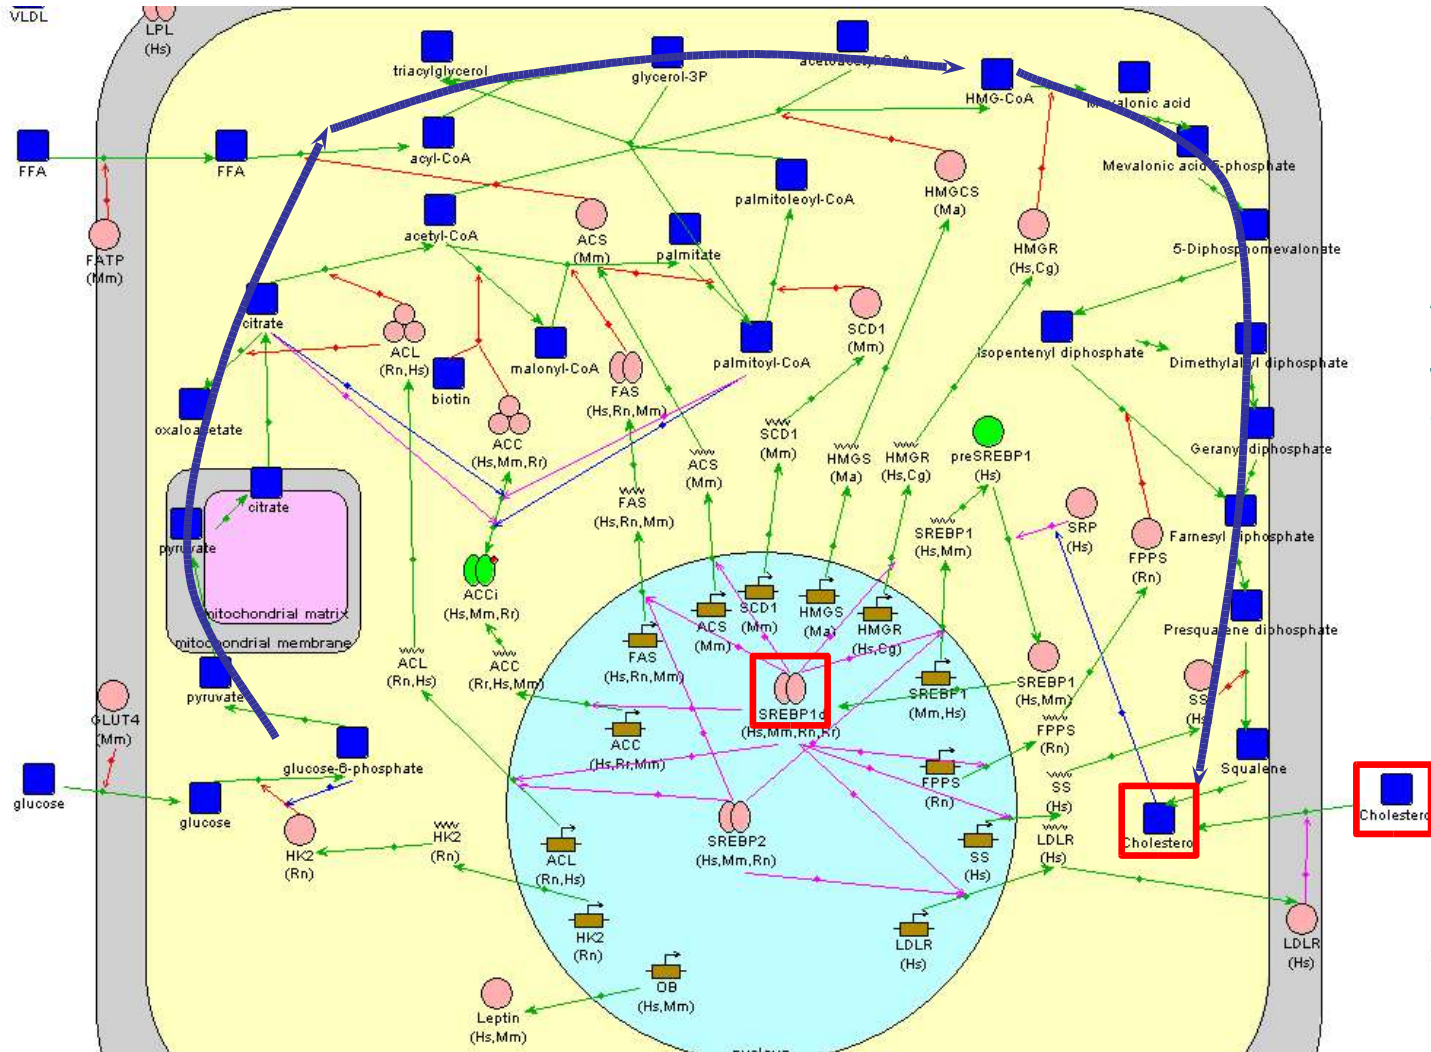 VLDL
LPL
(Hs)
triacylglycerol
glycerol-3P
acetoacetyl-CoA
HMG-CoA
Mevalonic acid
FFA
FFA
acyl-CoA
palmitoleoyl-CoA
HMGCS
(Ma)
Mevalonic acid-5-phosphate
FATP
(Mm)
acetyl-CoA
ACS
(Mm)
palmitate
HMGR
(Hs,Cg)
5-Diphosphomevalonate
citrate
ACL
(Rn,Hs)
biotin
malonyl-CoA
FAS
(Hs,Rn,Mm)
palmitoyl-CoA
SCD1
(Mm)
Isopentenyl diphosphate
Dimethylallyl diphosphate
oxaloacetate
ACC
(Hs,Mm,Rr)
ACS
(Mm)
SCD1
(Mm)
HMGS
(Ma)
HMGR
(Hs,Cg)
preSREBP1
(Hs)
Geranyl diphosphate
citrate
pyruvate
FAS
(Hs,Rn,Mm)
SREBP1
(Hs,Mm)
SRP
(Hs)
FPPS
(Rn)
Farnesyl diphosphate
mitochondrial matrix
mitochondrial membrane
ACCi
(Hs,Mm,Rr)
ACS
(Mm)
SCD1
(Mm)
HMGS
(Ma)
HMGR
(Hs,Cg)
Presqualene diphosphate
pyruvate
ACL
(Rn,Hs)
ACC
(Rr,Hs,Mm)
FAS
(Hs,Rn,Mm)
SREBP1
(Mm,Hs)
SREBP1
(Hs,Mm)
SS
(Hs)
GLUT4
(Mm)
SREBP1c
(Hs,Mm,Rn,Rr)
ACC
(Hs,Rr,Mm)
FPPS
(Rn)
FPPS
(Rn)
glucose-6-phosphate
Squalene
glucose
glucose
HK2
(Rn)
HK2
(Rn)
SREBP2
(Hs,Mm,Rn)
ACL
(Rn,Hs)
SS
(Hs)
SS
(Hs)
LDLR
(Hs)
Cholestero
Cholestero
HK2
(Rn)
LDLR
(Hs)
LDLR
(Hs)
OB
(Hs,Mm)
Leptin
(Hs,Mm)